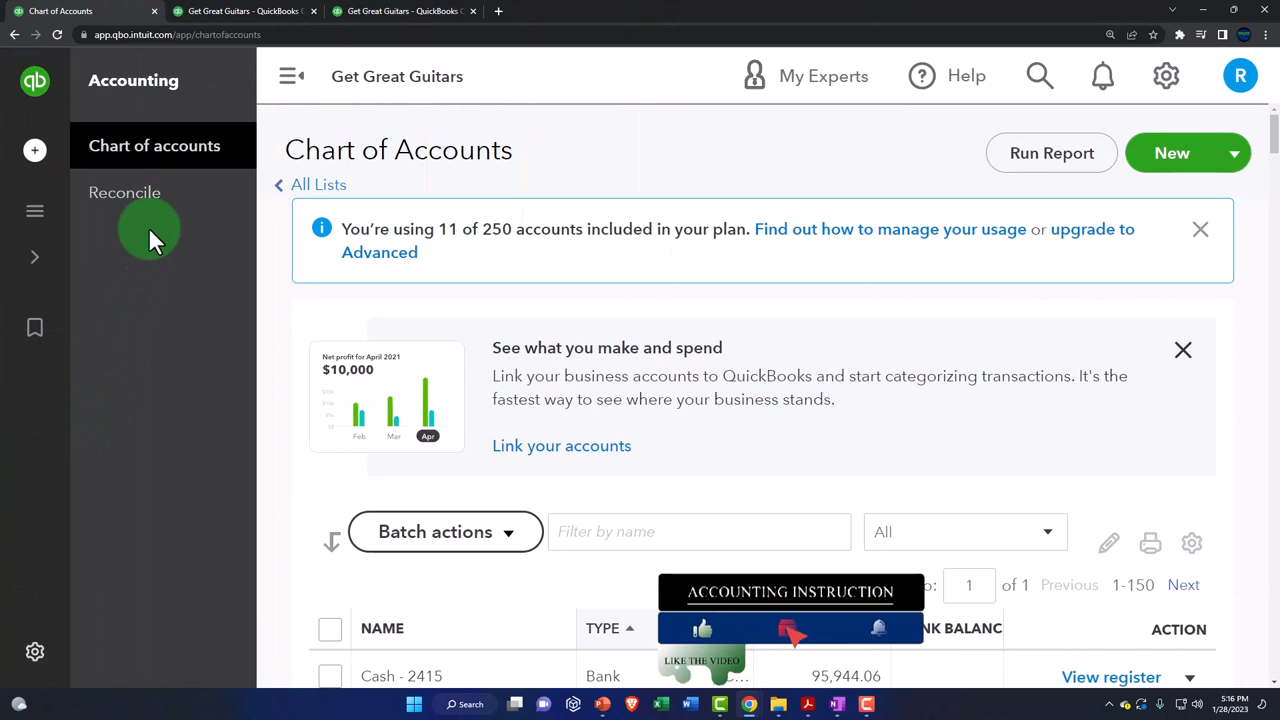 Chart of Accounts
Get Great Guitars - QuickBooks C
Get Great Guitars - QuickBooks C
app.qbo.intuit.com/app/chartofaccounts
qb
Accounting
Get Great Guitars
My Experts
Help
R
Chart of accounts
Reconcile
Chart of Accounts
Run Report
New
All Lists
You're using 11 of 250 accounts included in your plan. Find out how to manage your usage or upgrade to
Advanced
Net profit for April 2021
$10,000
Feb
Mar
Apr
See what you make and spend
Link your business accounts to QuickBooks and start categorizing transactions. It's the
fastest way to see where your business stands.
Link your accounts
Batch actions
Filter by name
All
1
of 1
Previous
1-150
Next
ACCOUNTING INSTRUCTION
LIKE THE VIDEO
NAME
TYPE
NK BALANC
ACTION
Cash - 2415
Bank
95,944.06
View register
Search
5:16 PM
1/28/2023